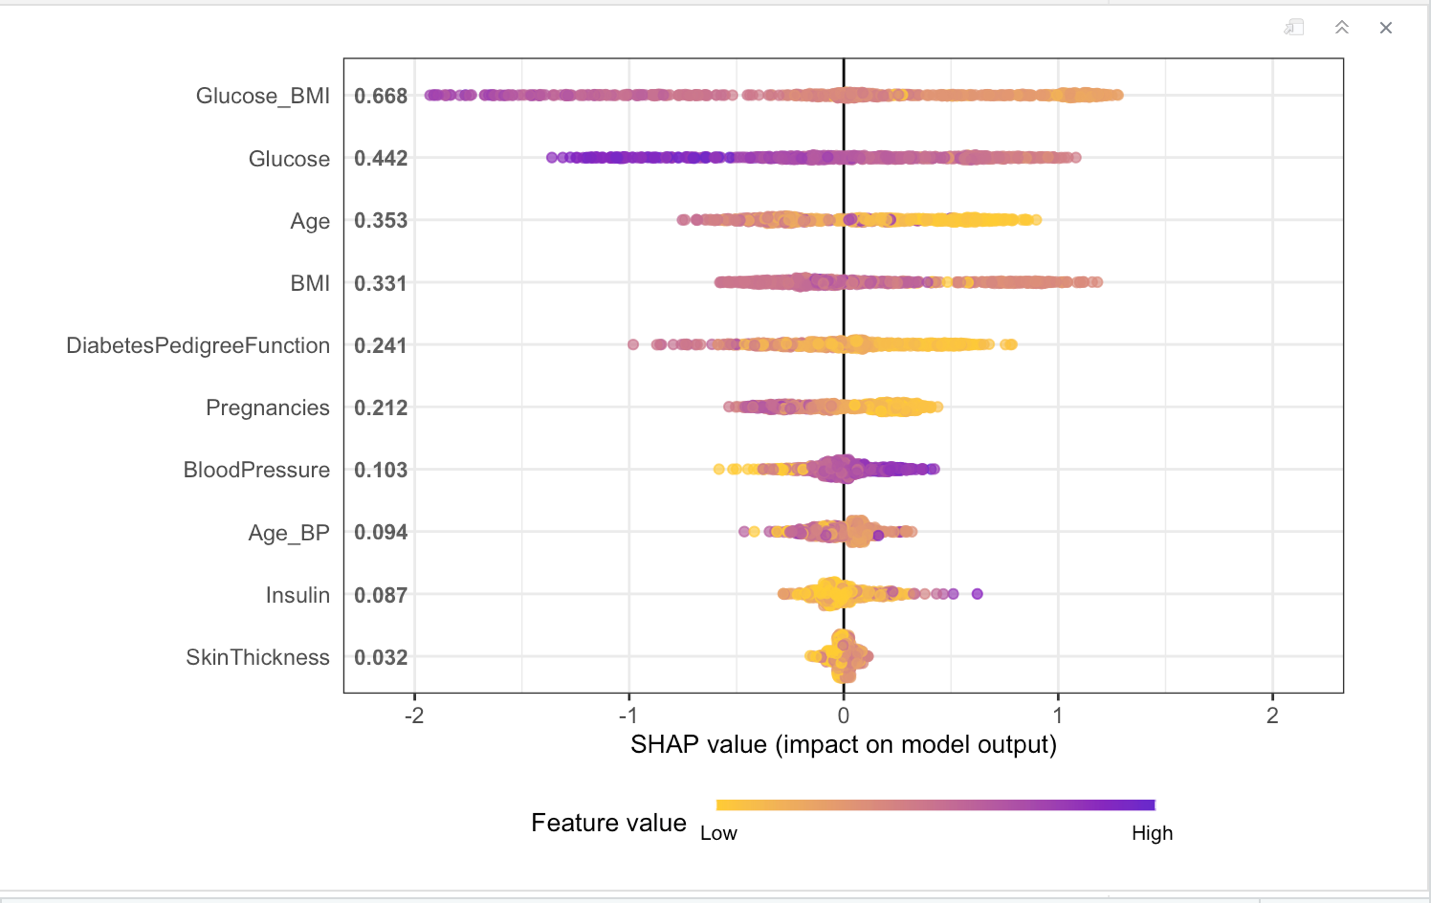 Glucose_BMI 0.668
Glucose 0.442
Age 0.353
BMI 0.331
DiabetesPedigreeFunction 0.241
Pregnancies 0.212
BloodPressure 0.103
Age_BP 0.094
Insulin 0.087
SkinThickness 0.032
-2 -1 0 1 2
SHAP value (impact on model output)
Feature value
Low High